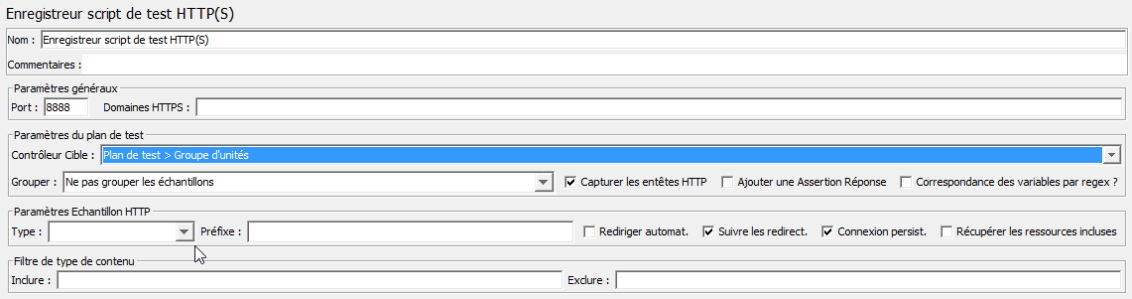 Enregistreur script de test HTTP(S)
Nom : Enregistreur script de test HTTP(S)
Commentaires :
Paramètres généraux
Port : 8888 Domaines HTTPS :
Paramètres du plan de test
Contrôleur Cible : Plan de test > Groupe d'unités
Grouper : Ne pas grouper les échantillons Capturer les entêtes HTTP Ajouter une Assertion Réponse Correspondance des variables par regex ?
Paramètres Echantillon HTTP
Type : Préfixe : Rediriger automat. Suivre les redirect. Connexion persist. Récupérer les ressources incluses
Filtre de type de contenu
Inclure : Exclure :